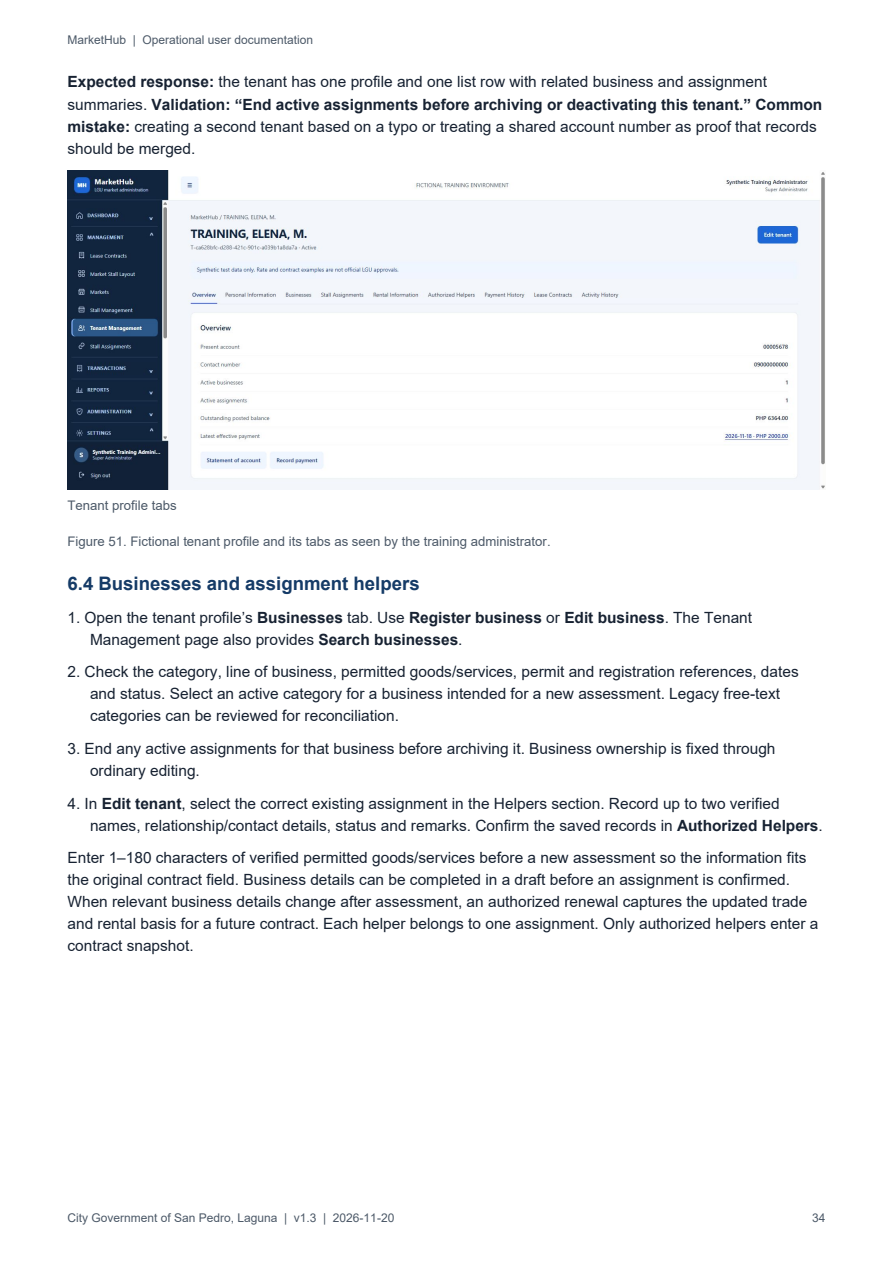 MarketHub | Operational user documentation
Expected response: the tenant has one profile and one list row with related business and assignment
summaries. Validation: “End active assignments before archiving or deactivating this tenant.” Common
mistake: creating a second tenant based on a typo or treating a shared account number as proof that records
should be merged.
MH
MarketHub
LGU market administration
☰
FICTIONAL TRAINING ENVIRONMENT
Synthetic Training Administrator
Super Administrator
DASHBOARD
MANAGEMENT
Lease Contracts
Market Stall Layout
Markets
Stall Management
Tenant Management
Stall Assignments
TRANSACTIONS
REPORTS
ADMINISTRATION
SETTINGS
S
Synthetic Training Admini...
Super Administrator
Sign out
MarketHub / TRAINING, ELENA, M.
TRAINING, ELENA, M.
Edit tenant
Synthetic test data only. Rate and contract examples are not official LGU approvals.
Overview Personal Information Businesses Stall Assignments Rental Information Authorized Helpers Payment History Lease Contracts Activity History
Overview
Present account 00005678
Contact number 09000000000
Active businesses 1
Active assignments 1
Outstanding posted balance PHP 6364.00
Latest effective payment 2026-11-18 · PHP 2000.00
Statement of account Record payment
Tenant profile tabs
Figure 51. Fictional tenant profile and its tabs as seen by the training administrator.
6.4 Businesses and assignment helpers
1. Open the tenant profile’s Businesses tab. Use Register business or Edit business. The Tenant
Management page also provides Search businesses.
2. Check the category, line of business, permitted goods/services, permit and registration references, dates
and status. Select an active category for a business intended for a new assessment. Legacy free-text
categories can be reviewed for reconciliation.
3. End any active assignments for that business before archiving it. Business ownership is fixed through
ordinary editing.
4. In Edit tenant, select the correct existing assignment in the Helpers section. Record up to two verified
names, relationship/contact details, status and remarks. Confirm the saved records in Authorized Helpers.
Enter 1–180 characters of verified permitted goods/services before a new assessment so the information fits
the original contract field. Business details can be completed in a draft before an assignment is confirmed.
When relevant business details change after assessment, an authorized renewal captures the updated trade
and rental basis for a future contract. Each helper belongs to one assignment. Only authorized helpers enter a
contract snapshot.
City Government of San Pedro, Laguna | v1.3 | 2026-11-20
34